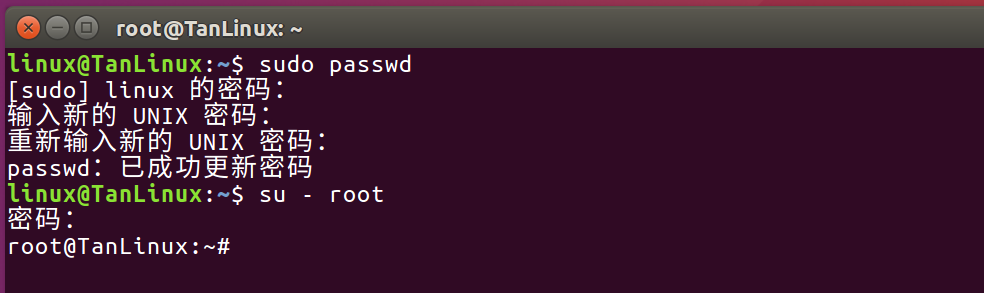 root@TanLinux: ~
linux@TanLinux:~$ sudo passwd
[sudo] linux 的密码：
输入新的 UNIX 密码：
重新输入新的 UNIX 密码：
passwd：已成功更新密码
linux@TanLinux:~$ su - root
密码：
root@TanLinux:~#